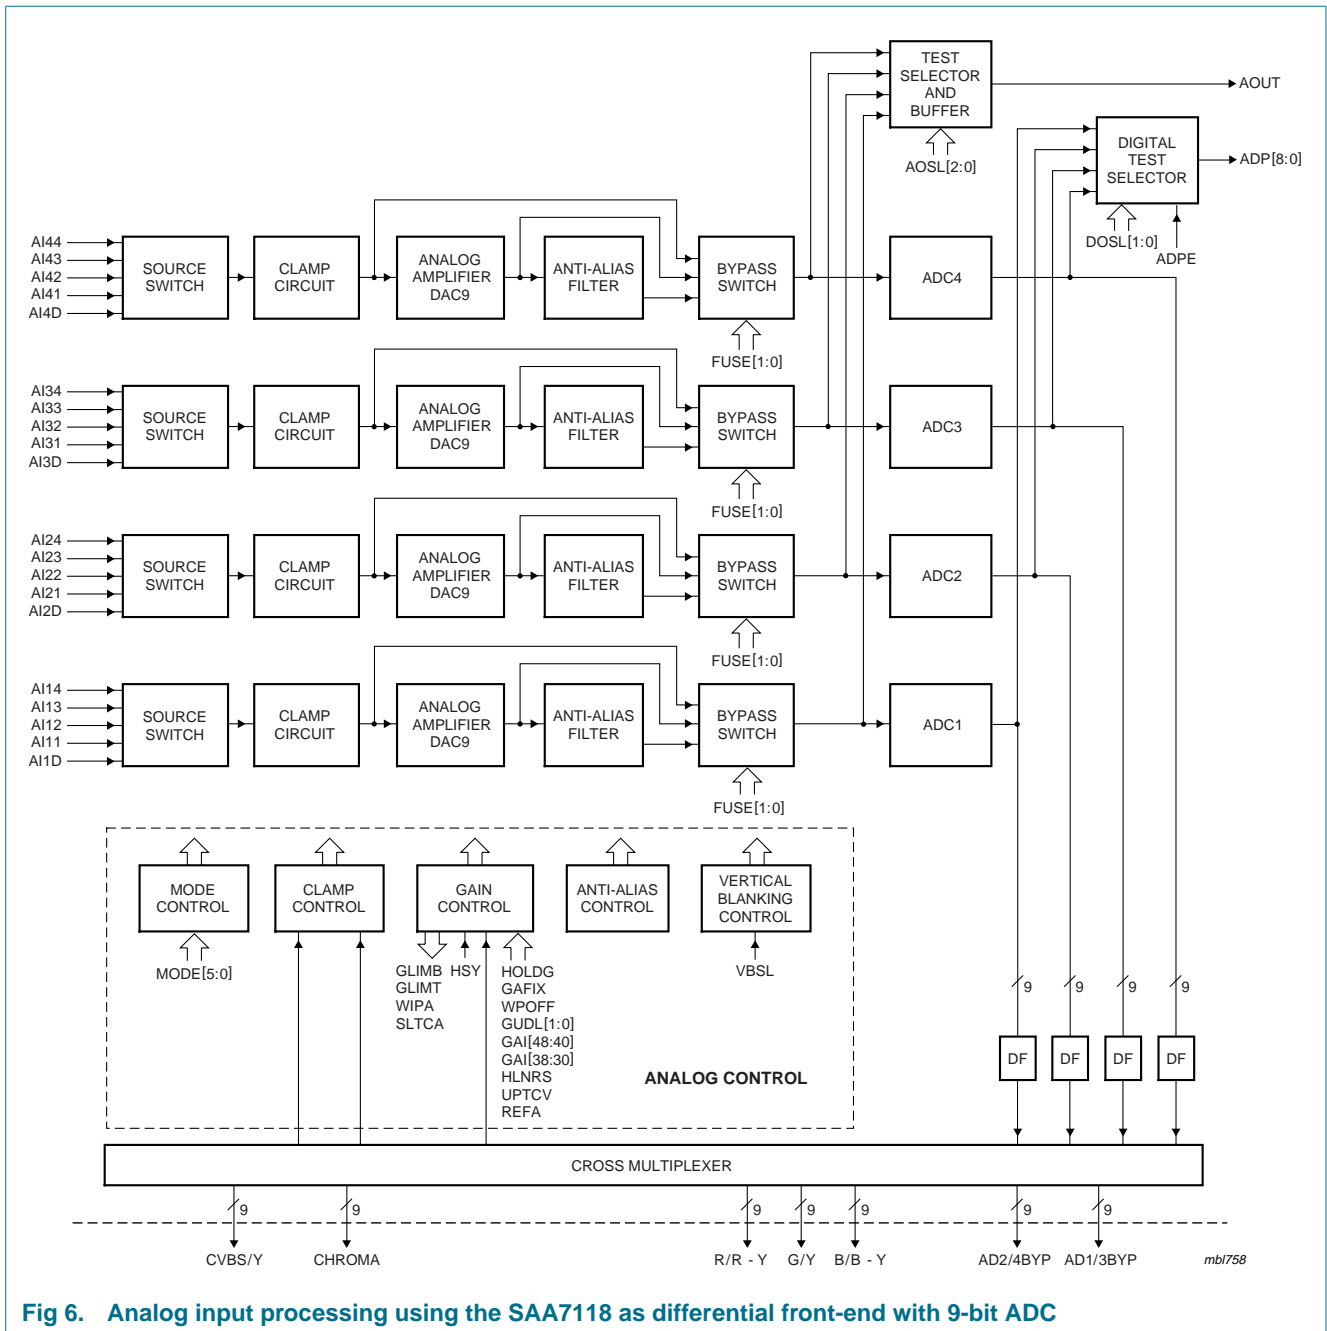 TEST
SELECTOR
AND
BUFFER
AOUT
AOSL[2:0]
DIGITAL
TEST
SELECTOR
ADP[8:0]
DOSL[1:0]
ADPE
AI44
AI43
AI42
AI41
AI4D
SOURCE
SWITCH
CLAMP
CIRCUIT
ANALOG
AMPLIFIER
DAC9
ANTI-ALIAS
FILTER
BYPASS
SWITCH
FUSE[1:0]
ADC4
AI34
AI33
AI32
AI31
AI3D
SOURCE
SWITCH
CLAMP
CIRCUIT
ANALOG
AMPLIFIER
DAC9
ANTI-ALIAS
FILTER
BYPASS
SWITCH
FUSE[1:0]
ADC3
AI24
AI23
AI22
AI21
AI2D
SOURCE
SWITCH
CLAMP
CIRCUIT
ANALOG
AMPLIFIER
DAC9
ANTI-ALIAS
FILTER
BYPASS
SWITCH
FUSE[1:0]
ADC2
AI14
AI13
AI12
AI11
AI1D
SOURCE
SWITCH
CLAMP
CIRCUIT
ANALOG
AMPLIFIER
DAC9
ANTI-ALIAS
FILTER
BYPASS
SWITCH
FUSE[1:0]
ADC1
MODE
CONTROL
MODE[5:0]
CLAMP
CONTROL
GAIN
CONTROL
GLIMB
GLIMT
WIPA
SLTCA
HSY
HOLDG
GAFIX
WPOFF
GUDL[1:0]
GAI[48:40]
GAI[38:30]
HLNRS
UPTCV
REFA
ANTI-ALIAS
CONTROL
VERTICAL
BLANKING
CONTROL
VBSL
ANALOG CONTROL
9
9
9
9
DF
DF
DF
DF
CROSS MULTIPLEXER
9
9
9
9
9
9
9
CVBS/Y
CHROMA
R/R - Y
G/Y
B/B - Y
AD2/4BYP
AD1/3BYP
mbl758
Fig 6. Analog input processing using the SAA7118 as differential front-end with 9-bit ADC